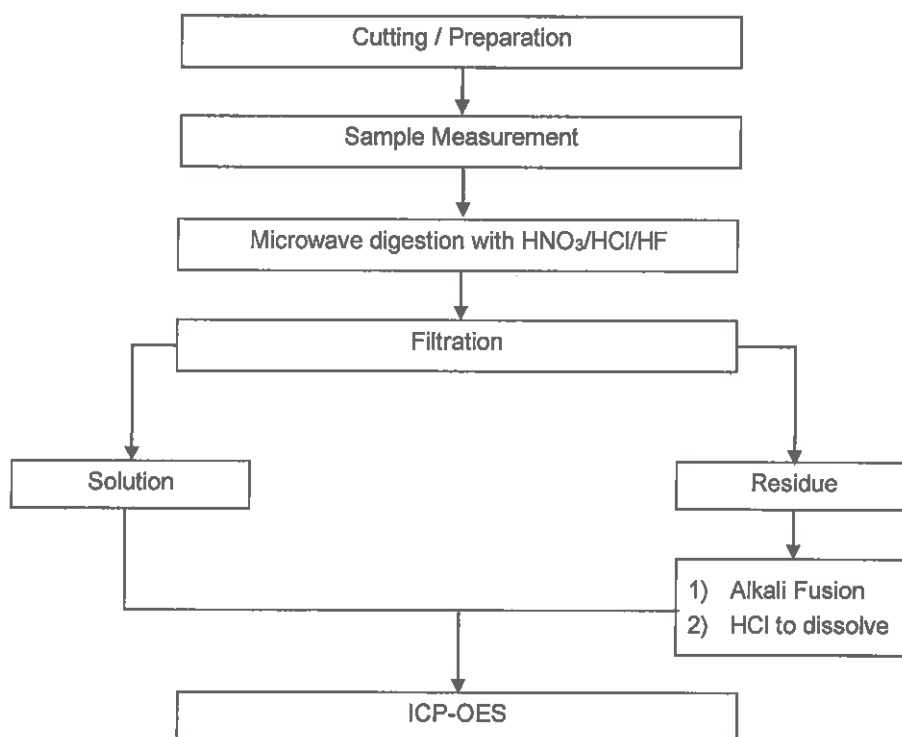 Cutting / Preparation
Sample Measurement
Microwave digestion with HNO₃/HCl/HF
Filtration
Solution
Residue
1) Alkali Fusion
2) HCl to dissolve
ICP-OES